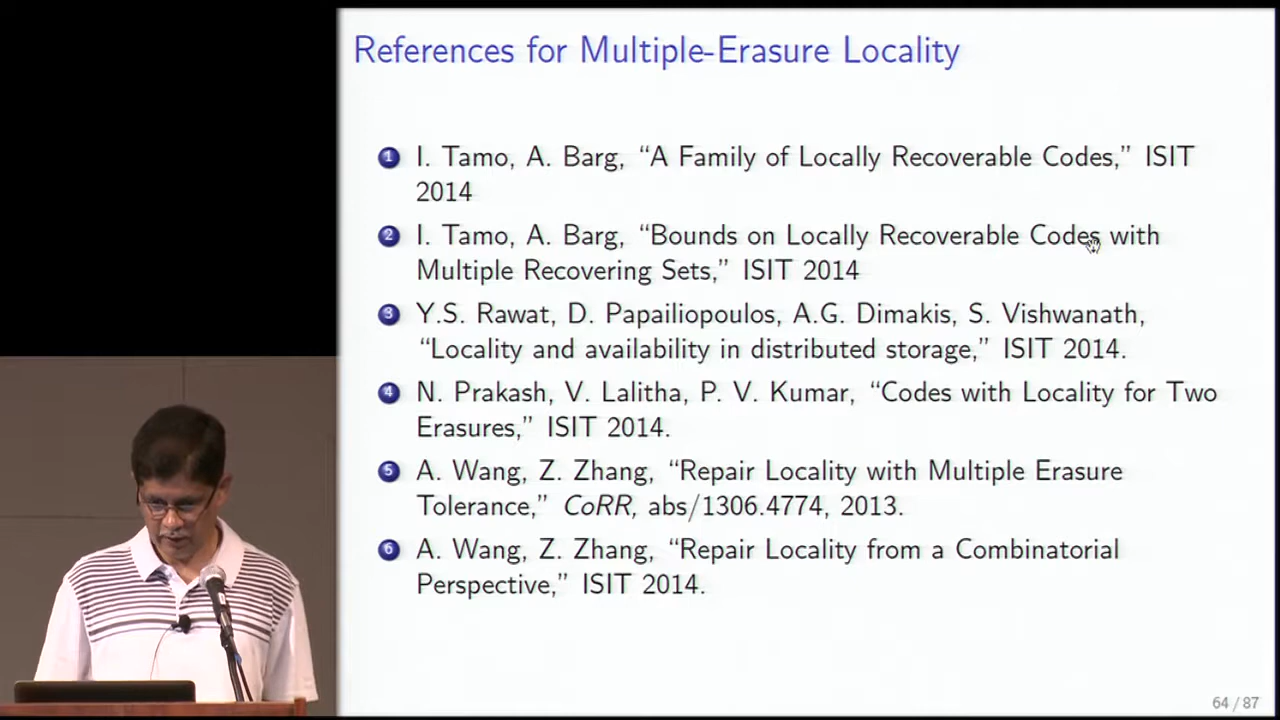 References for Multiple-Erasure Locality
1 I. Tamo, A. Barg, “A Family of Locally Recoverable Codes,” ISIT
2014
2 I. Tamo, A. Barg, “Bounds on Locally Recoverable Codes with
Multiple Recovering Sets,” ISIT 2014
3 Y.S. Rawat, D. Papailiopoulos, A.G. Dimakis, S. Vishwanath,
“Locality and availability in distributed storage,” ISIT 2014.
4 N. Prakash, V. Lalitha, P. V. Kumar, “Codes with Locality for Two
Erasures,” ISIT 2014.
5 A. Wang, Z. Zhang, “Repair Locality with Multiple Erasure
Tolerance,” CoRR, abs/1306.4774, 2013.
6 A. Wang, Z. Zhang, “Repair Locality from a Combinatorial
Perspective,” ISIT 2014.
64 / 87